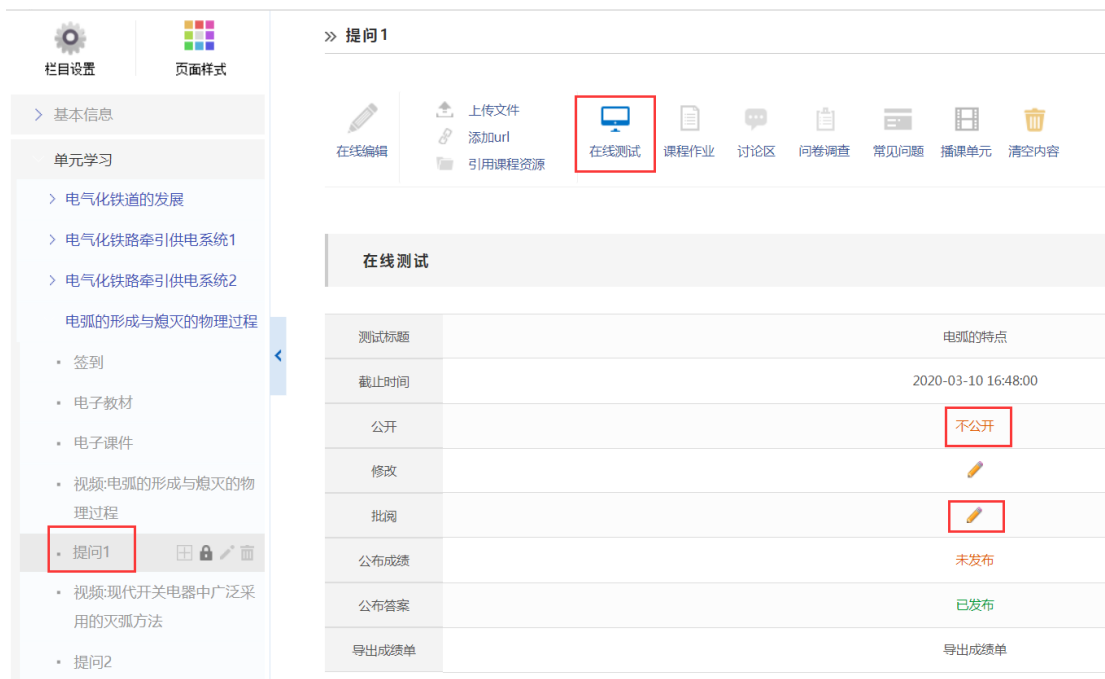 栏目设置
页面样式
基本信息
单元学习
电气化铁道的发展
电气化铁路牵引供电系统1
电气化铁路牵引供电系统2
电弧的形成与熄灭的物理过程
签到
电子教材
电子课件
视频:电弧的形成与熄灭的物
理过程
提问1
视频:现代开关电器中广泛采
用的灭弧方法
提问2
» 提问1
在线编辑
上传文件
添加url
引用课程资源
在线测试
课程作业
讨论区
问卷调查
常见问题
播课单元
清空内容
在线测试
测试标题 电弧的特点
截止时间 2020-03-10 16:48:00
公开 不公开
修改
批阅
公布成绩 未发布
公布答案 已发布
导出成绩单 导出成绩单